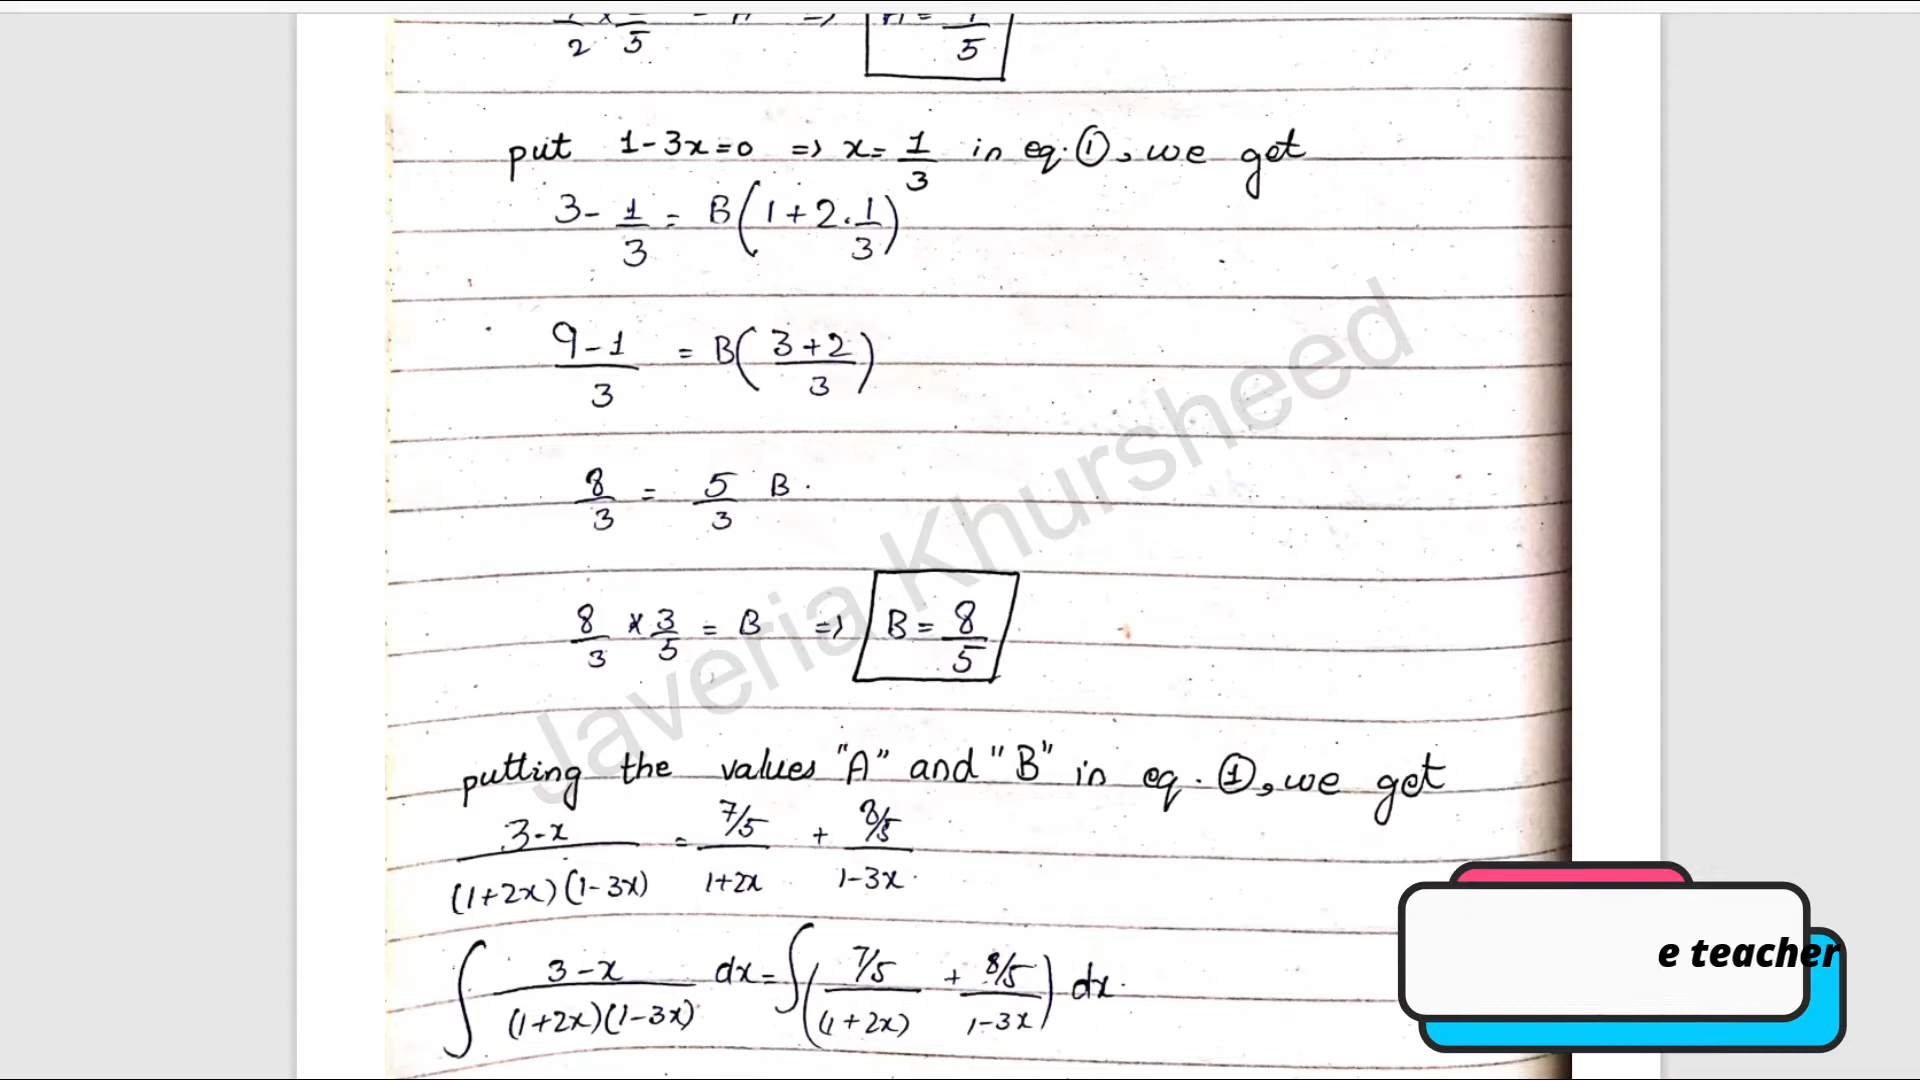 2 5 5
put 1-3x=0 => x= 1/3 in eq.①, we get
3- 1/3 = B(1+2.1/3)
9-1/3 = B(3+2/3)
8/3 = 5/3 B.
8/3 × 3/5 = B => B = 8/5
putting the values "A" and "B" in eq. ①, we get
3-x/(1+2x)(1-3x) = 7/5/1+2x + 8/5/1-3x.
∫ 3-x/(1+2x)(1-3x) dx = ∫(7/5/(1+2x) + 8/5/1-3x) dx.
Javeria Khursheed
e teacher